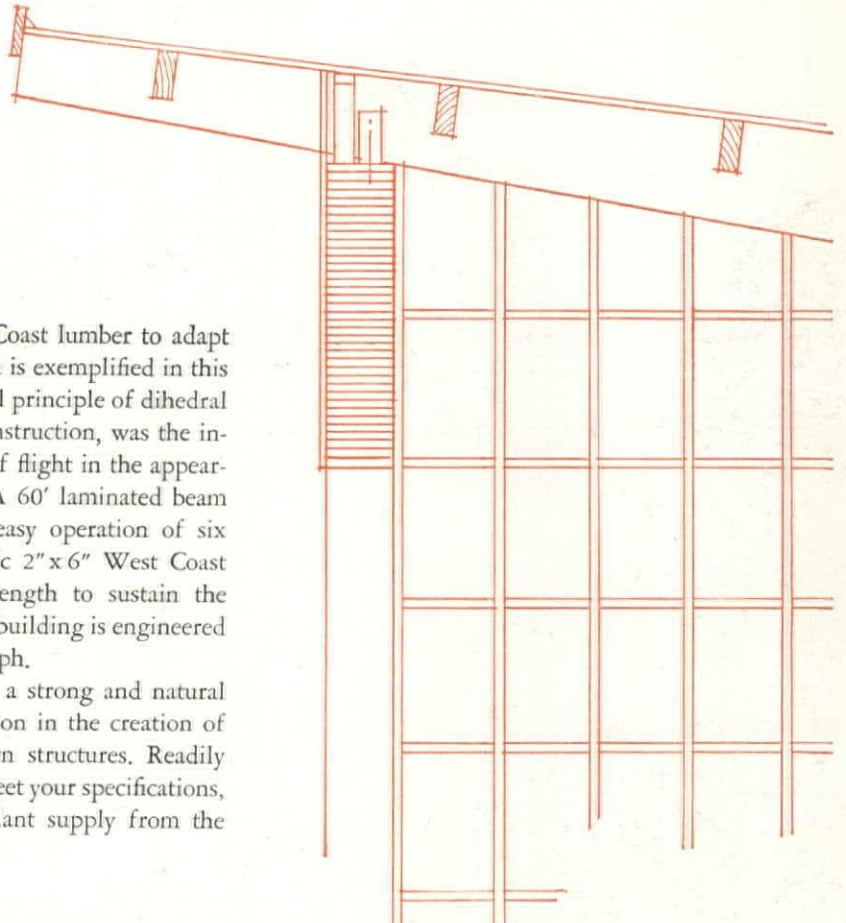 Coast lumber to adapt
is exemplified in this
principle of dihedral
nstruction, was the in-
f flight in the appear-
60′ laminated beam
easy operation of six
c 2″ x 6″ West Coast
ength to sustain the
building is engineered
ph.
a strong and natural
on in the creation of
n structures. Readily
eet your specifications,
ant supply from the